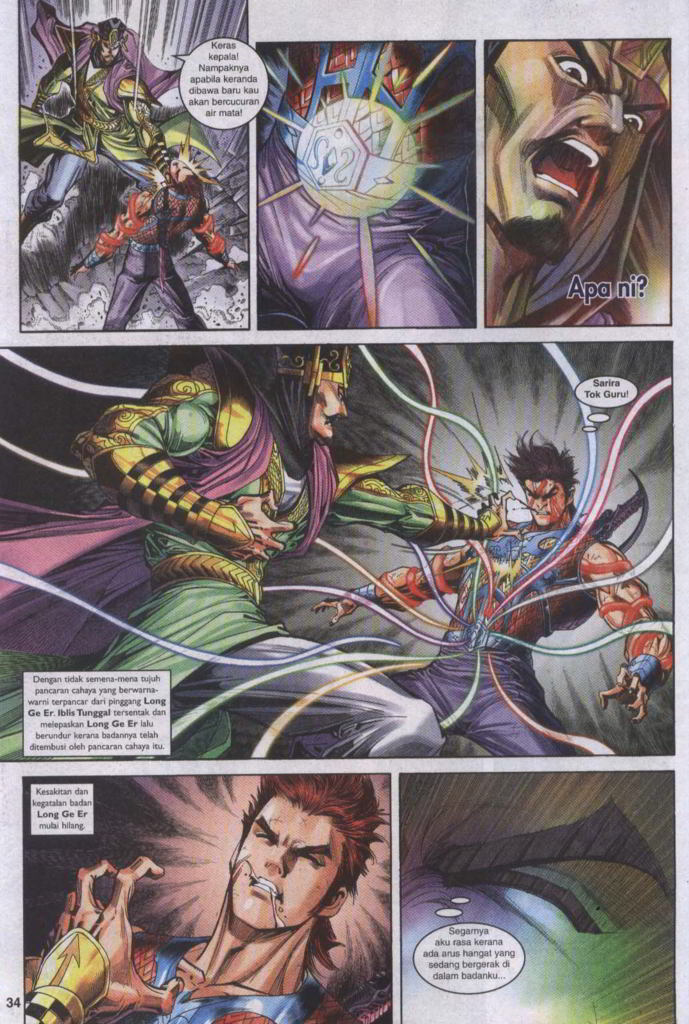 Keras
kepala!
Nampaknya
apabila keranda
dibawa baru kau
akan bercucuran
air mata!
Apa ni?
Sarira
Tok Guru!
Dengan tidak semena-mena tujuh
pancaran cahaya yang berwarna-
warni terpancar dari pinggang Long
Ge Er. Iblis Tunggal tersentak dan
melepaskan Long Ge Er lalu
berundur kerana badannya telah
ditembusi oleh pancaran cahaya itu.
Kesakitan dan
kegatalan badan
Long Ge Er
mulai hilang.
Segarnya
aku rasa kerana
ada arus hangat yang
sedang bergerak di
dalam badanku...
34